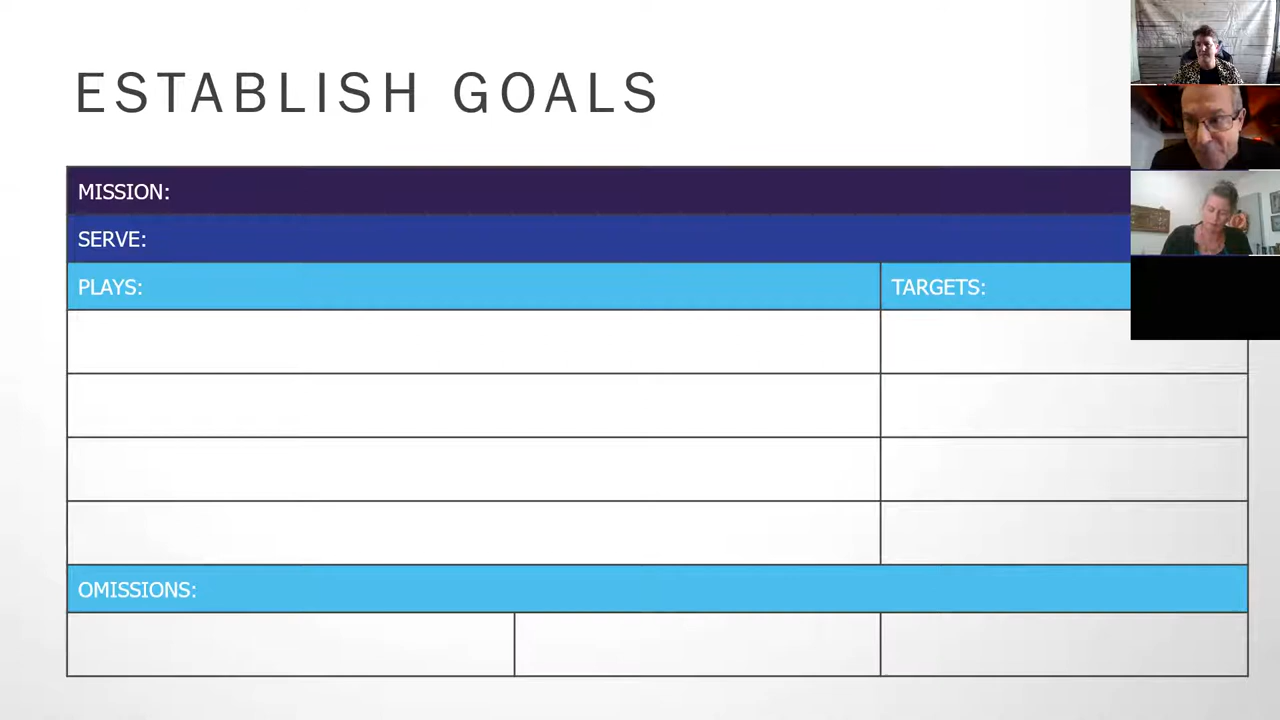 ESTABLISH GOALS
MISSION:
SERVE:
PLAYS:
TARGETS:
OMISSIONS: